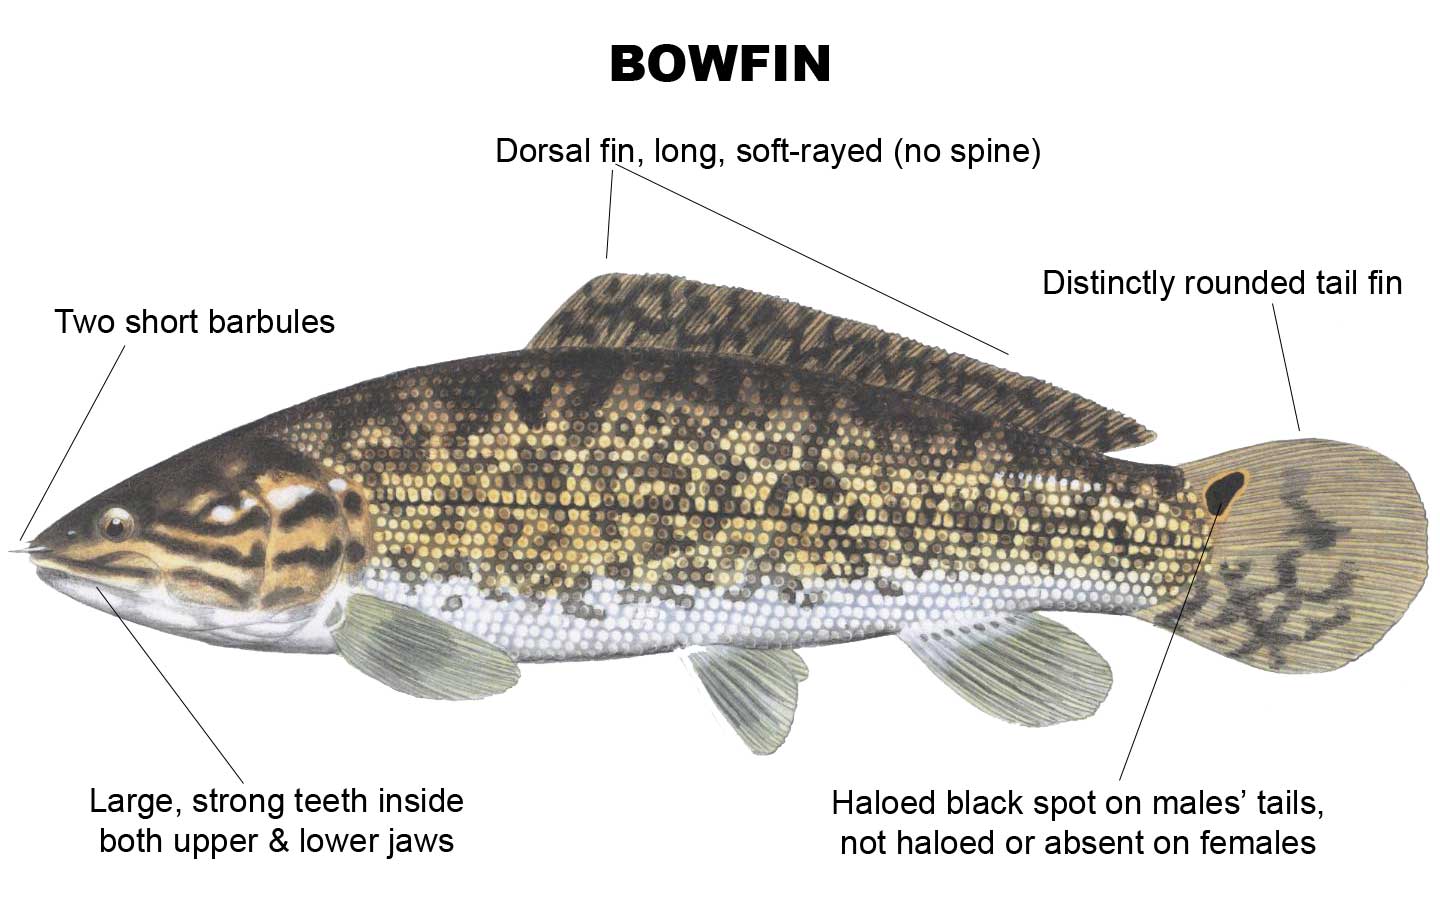 BOWFIN
Dorsal fin, long, soft-rayed (no spine)
Distinctly rounded tail fin
Two short barbules
Large, strong teeth inside
both upper & lower jaws
Haloed black spot on males’ tails,
not haloed or absent on females